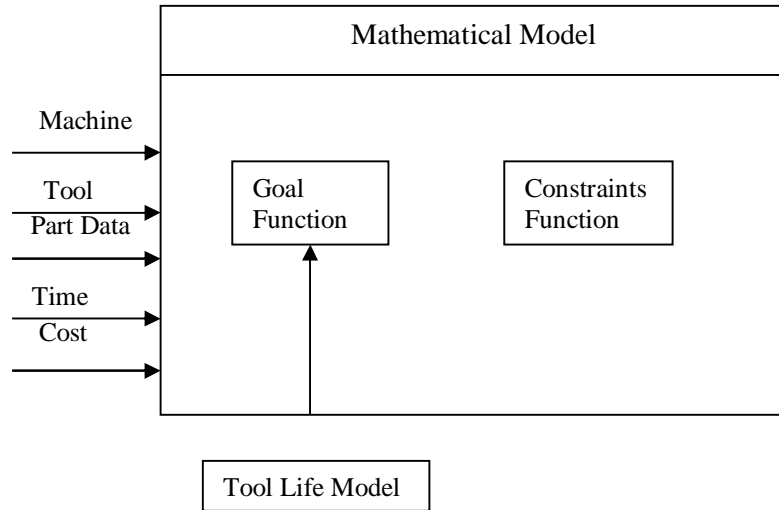 Mathematical Model
Machine
Tool
Part Data
Time
Cost
Goal
Function
Constraints
Function
Tool Life Model